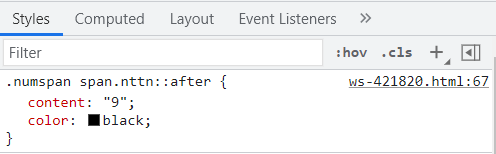 Styles Computed Layout Event Listeners »
Filter :hov .cls +
.numspan span.nttn::after { ws-421820.html:67
content: "9";
color: black;
}